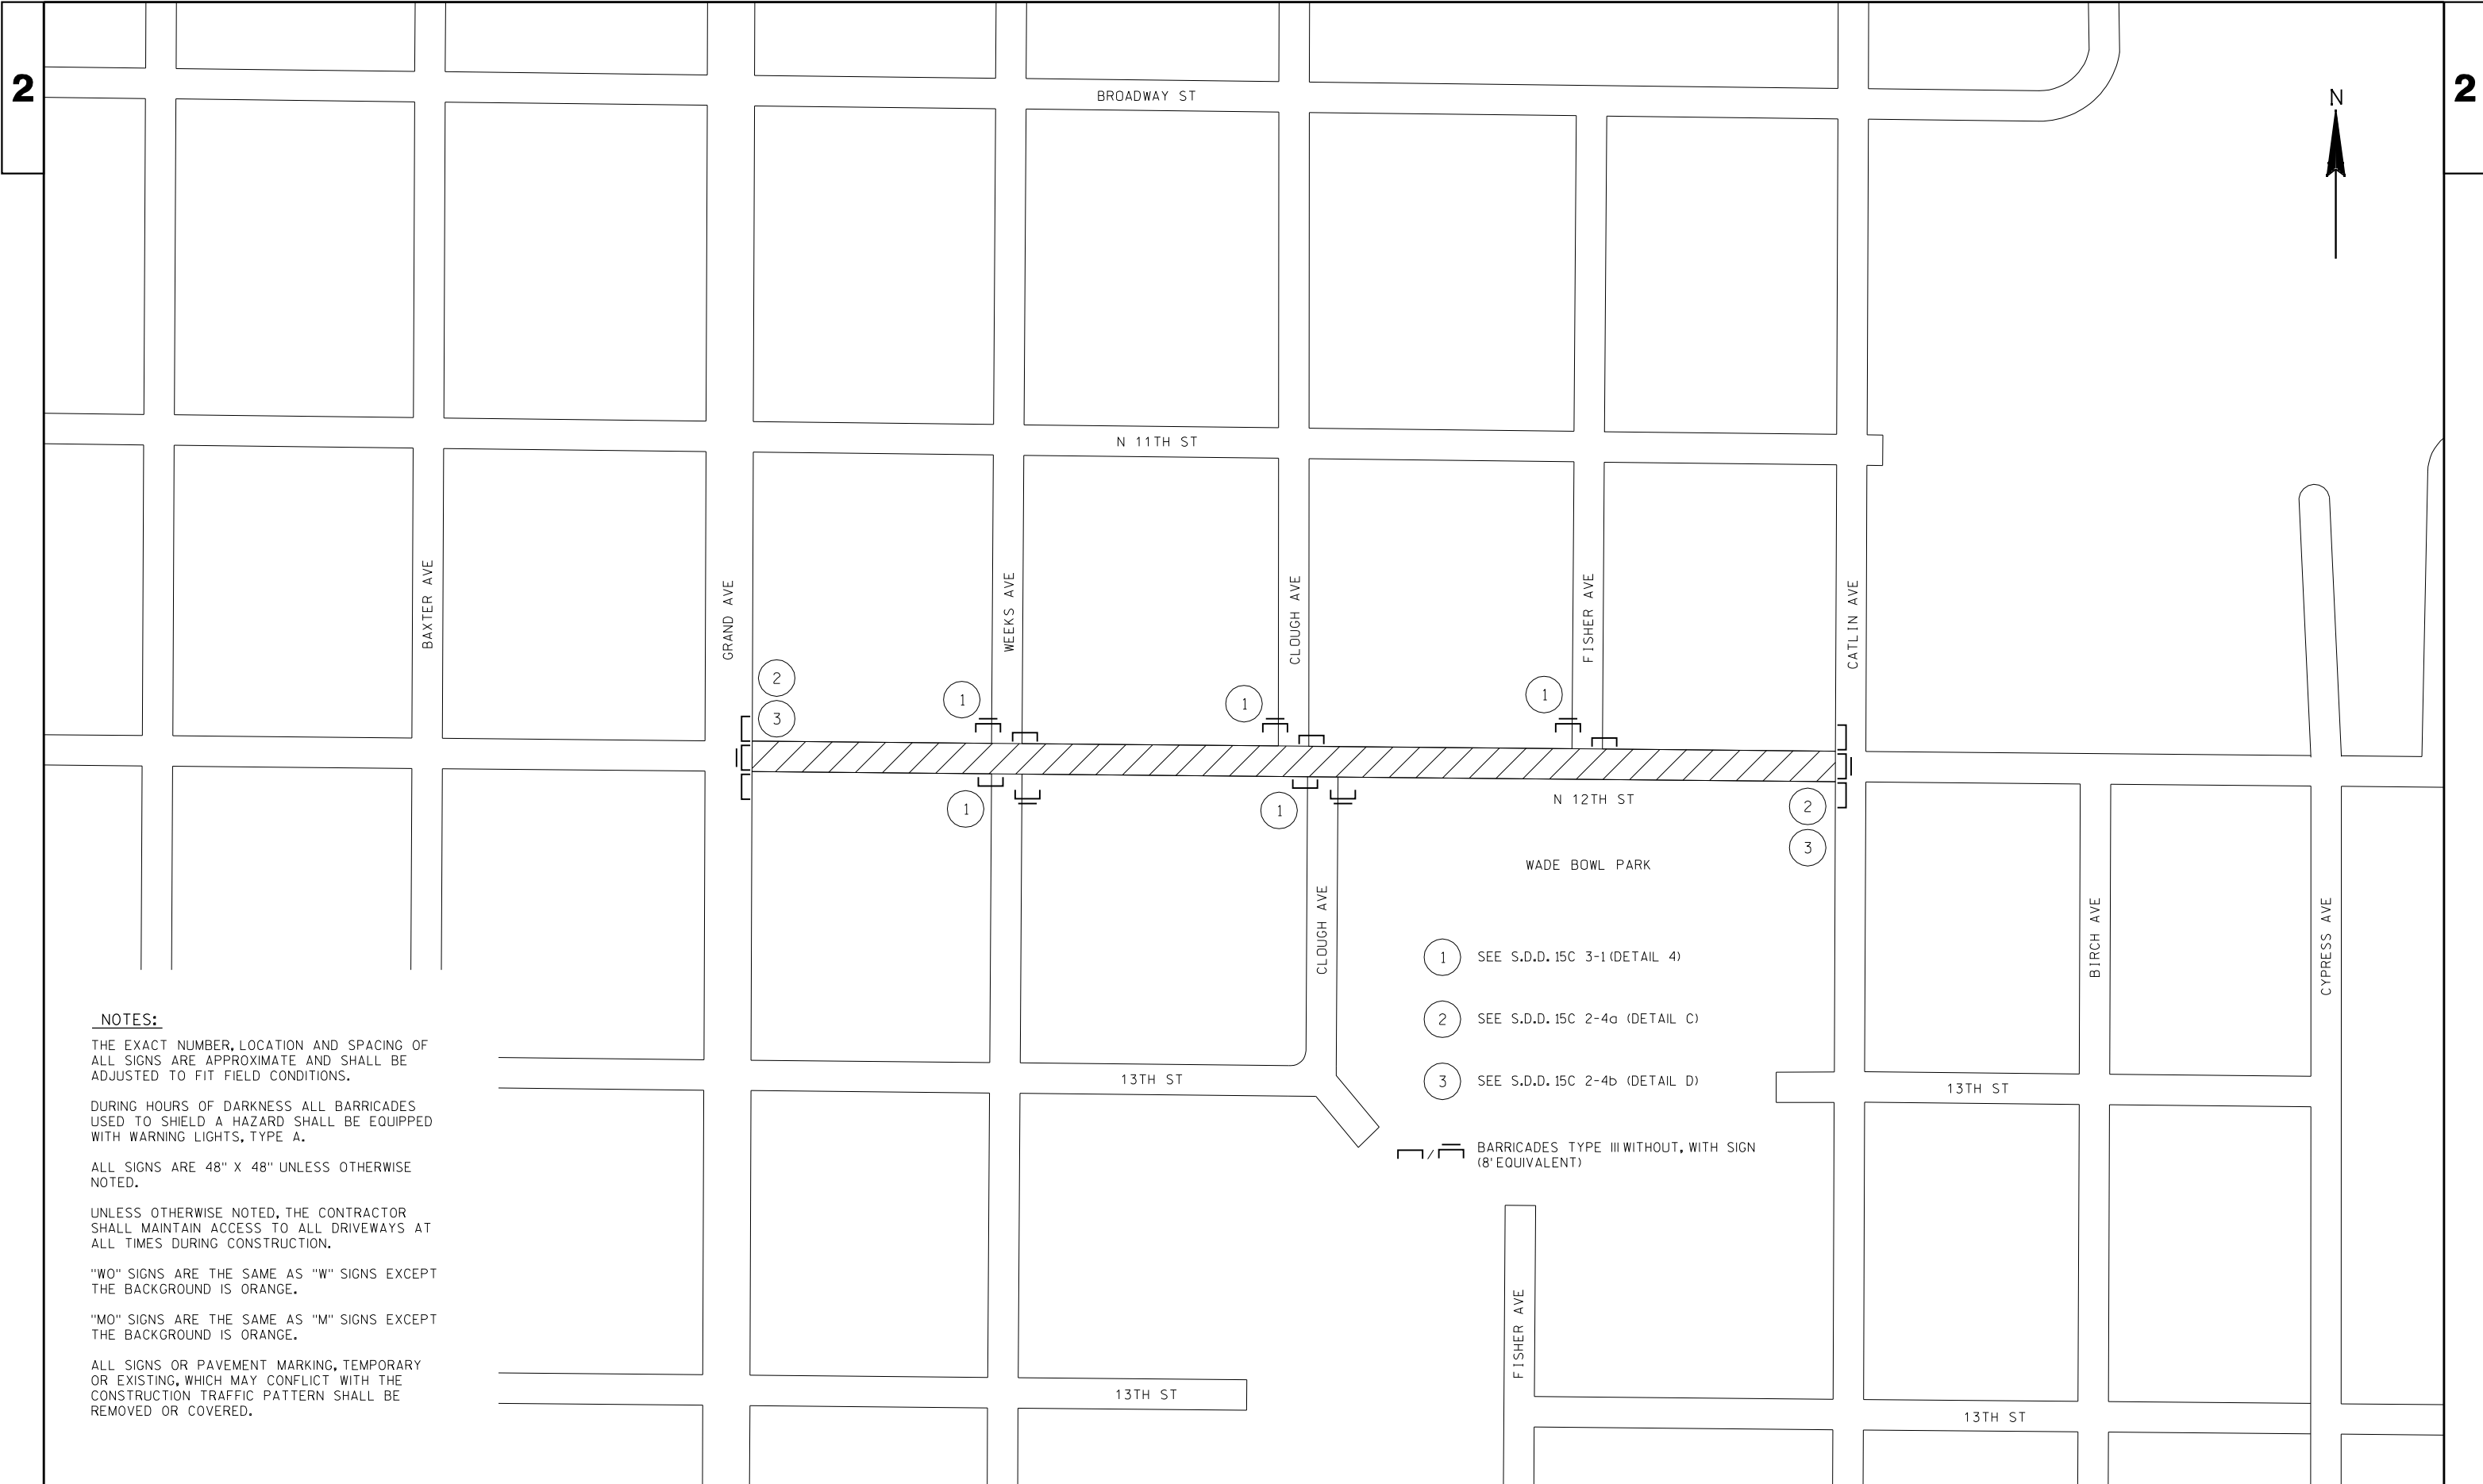 2
2
N
BROADWAY ST
N 11TH ST
BAXTER AVE
GRAND AVE
WEEKS AVE
CLOUGH AVE
FISHER AVE
CATLIN AVE
2
3
1
1
1
1
1
N 12TH ST
2
3
WADE BOWL PARK
CLOUGH AVE
BIRCH AVE
CYPRESS AVE
1 SEE S.D.D. 15C 3-1 (DETAIL 4)
2 SEE S.D.D. 15C 2-4a (DETAIL C)
3 SEE S.D.D. 15C 2-4b (DETAIL D)
/ BARRICADES TYPE III WITHOUT, WITH SIGN
(8' EQUIVALENT)
13TH ST
13TH ST
FISHER AVE
13TH ST
13TH ST
NOTES:
THE EXACT NUMBER, LOCATION AND SPACING OF
ALL SIGNS ARE APPROXIMATE AND SHALL BE
ADJUSTED TO FIT FIELD CONDITIONS.
DURING HOURS OF DARKNESS ALL BARRICADES
USED TO SHIELD A HAZARD SHALL BE EQUIPPED
WITH WARNING LIGHTS, TYPE A.
ALL SIGNS ARE 48" X 48" UNLESS OTHERWISE
NOTED.
UNLESS OTHERWISE NOTED, THE CONTRACTOR
SHALL MAINTAIN ACCESS TO ALL DRIVEWAYS AT
ALL TIMES DURING CONSTRUCTION.
"WO" SIGNS ARE THE SAME AS "W" SIGNS EXCEPT
THE BACKGROUND IS ORANGE.
"MO" SIGNS ARE THE SAME AS "M" SIGNS EXCEPT
THE BACKGROUND IS ORANGE.
ALL SIGNS OR PAVEMENT MARKING, TEMPORARY
OR EXISTING, WHICH MAY CONFLICT WITH THE
CONSTRUCTION TRAFFIC PATTERN SHALL BE
REMOVED OR COVERED.